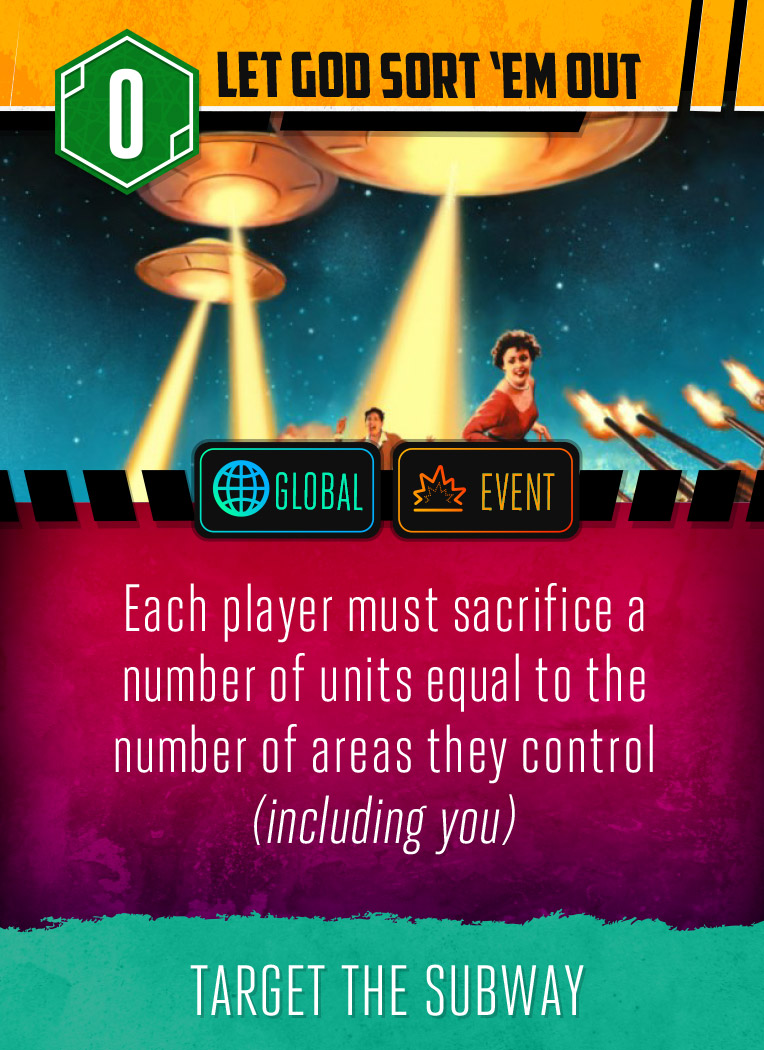 0
LET GOD SORT ‘EM OUT
GLOBAL
EVENT
Each player must sacrifice a
number of units equal to the
number of areas they control
(including you)
TARGET THE SUBWAY